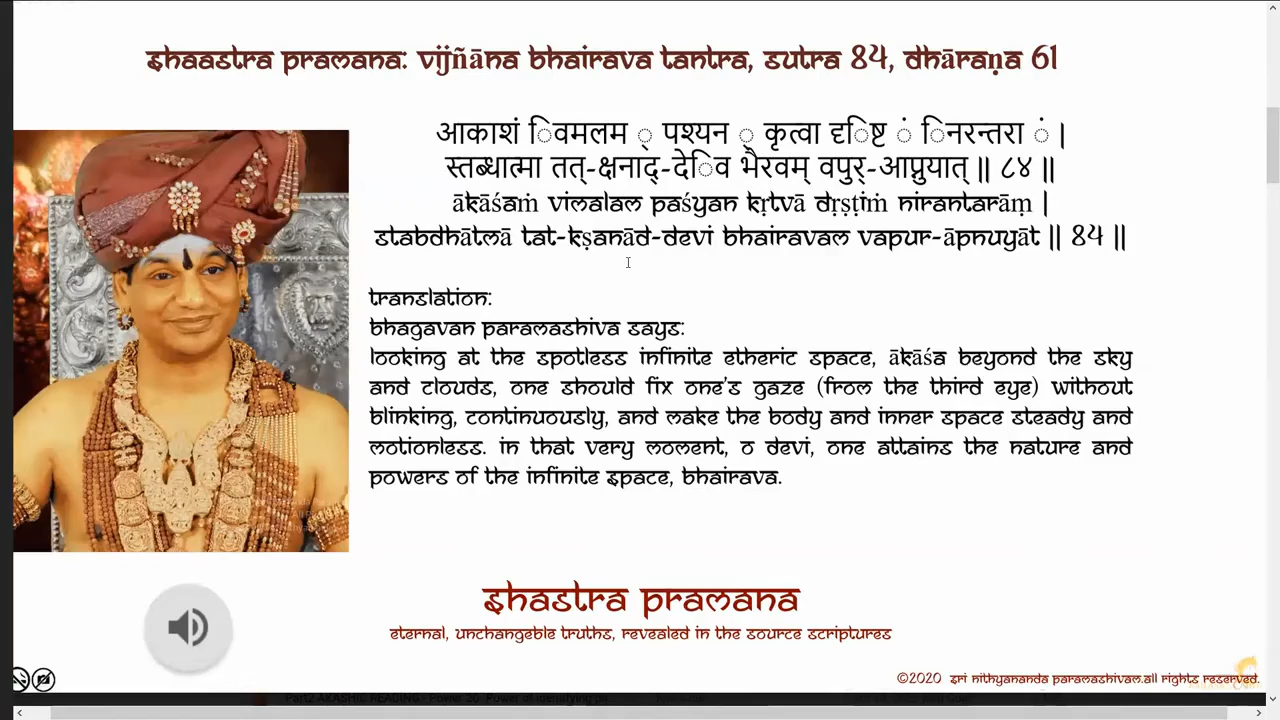 Shaastra Pramana: Vijñāna Bhairava Tantra, Sutra 84, Dhāraṇa 61
आकाशं िवमलम ् पश्यन ् कृत्वा दृिष्ट ं िनरन्तरा ं |
स्तब्धात्मा तत्-क्षनाद्-देिव भैरवम् वपुर्-आप्नुयात् || ८४ ||
ākāśaṁ vimalam paśyan kṛtvā dṛṣṭiṁ nirantarāṃ |
stabdhātmā tat-kṣanād-devi bhairavam vapur-āpnuyāt || 84 ||
translation:
bhagavan paramashiva says:
looking at the spotless infinite etheric space, ākāśa beyond the sky
and clouds, one should fix one's gaze (from the third eye) without
blinking, continuously, and make the body and inner space steady and
motionless. in that very moment, o devi, one attains the nature and
powers of the infinite space, bhairava.
Shastra pramana
eternal, unchangeble truths, revealed in the source scriptures
©2020 Sri Nithyananda Paramashivam.all rights reserved.